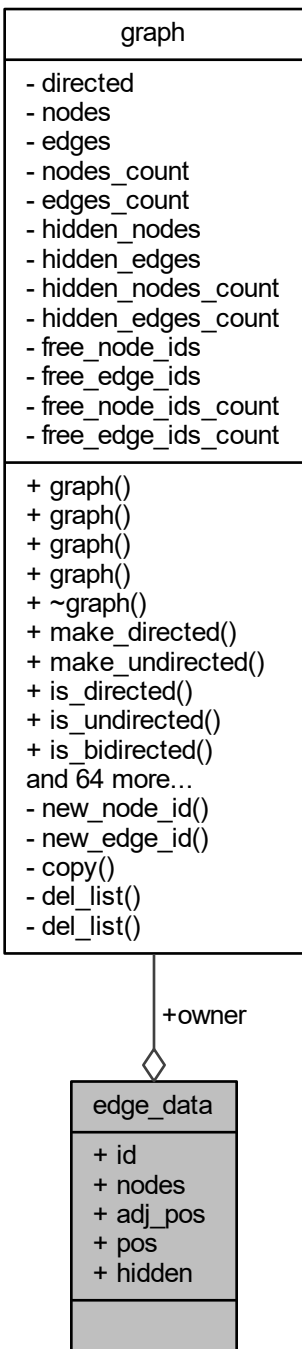 graph
- directed
- nodes
- edges
- nodes_count
- edges_count
- hidden_nodes
- hidden_edges
- hidden_nodes_count
- hidden_edges_count
- free_node_ids
- free_edge_ids
- free_node_ids_count
- free_edge_ids_count
+ graph()
+ graph()
+ graph()
+ graph()
+ ~graph()
+ make_directed()
+ make_undirected()
+ is_directed()
+ is_undirected()
+ is_bidirected()
and 64 more...
- new_node_id()
- new_edge_id()
- copy()
- del_list()
- del_list()
+owner
edge_data
+ id
+ nodes
+ adj_pos
+ pos
+ hidden